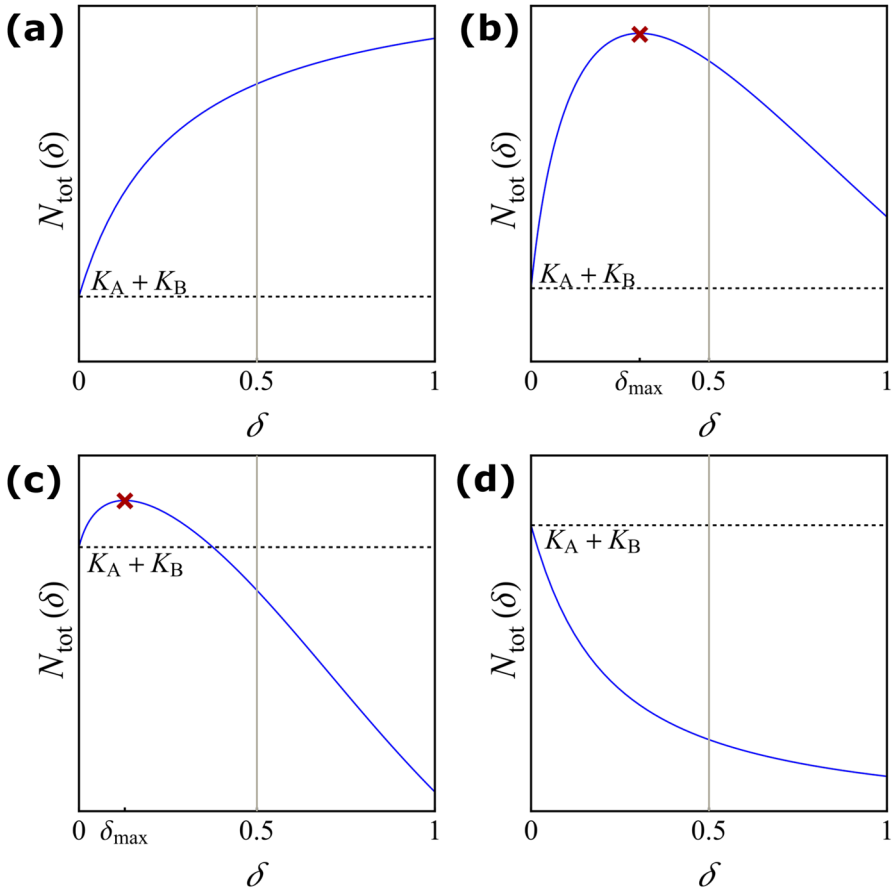 (a)
N_tot(δ)
K_A + K_B
0 0.5 1
δ
(b)
N_tot(δ)
K_A + K_B
0 δ_max 0.5 1
δ
(c)
N_tot(δ)
K_A + K_B
0 δ_max 0.5 1
δ
(d)
N_tot(δ)
K_A + K_B
0 0.5 1
δ